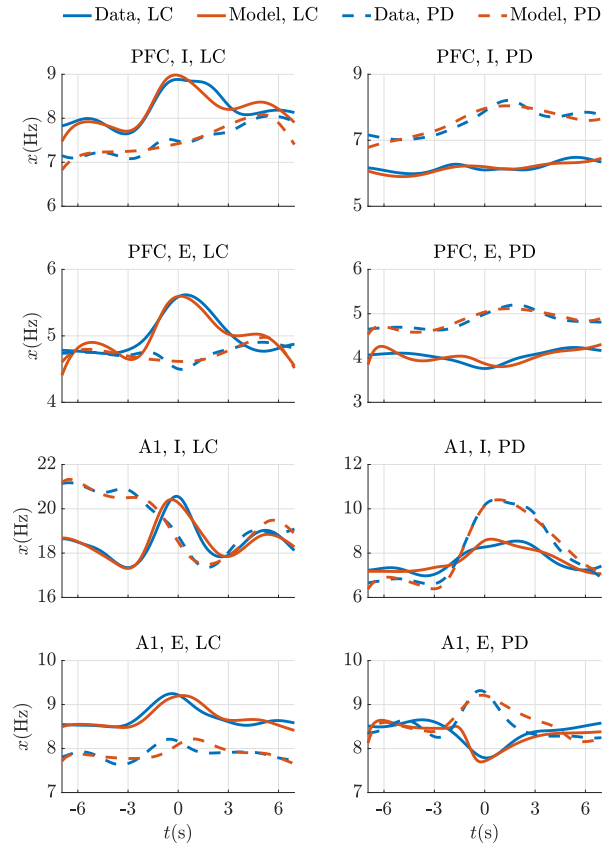 Data, LC Model, LC Data, PD Model, PD
PFC, I, LC
PFC, I, PD
9
8
7
6
x(Hz)
9
7
5
PFC, E, LC
PFC, E, PD
6
5
4
x(Hz)
6
5
4
3
A1, I, LC
A1, I, PD
22
20
18
16
x(Hz)
12
10
8
6
A1, E, LC
A1, E, PD
10
9
8
7
x(Hz)
10
9
8
7
-6 -3 0 3 6
-6 -3 0 3 6
t(s)
t(s)